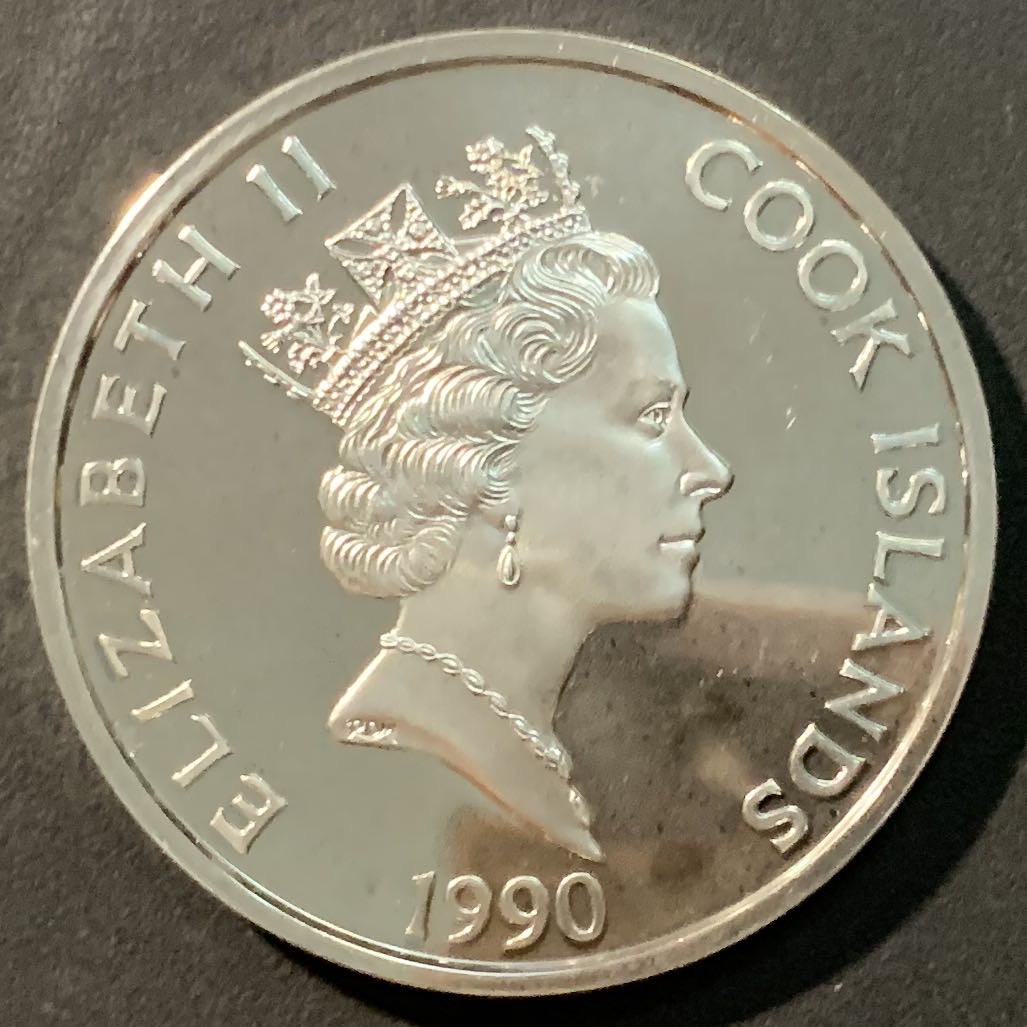 ELIZABETH II
COOK ISLANDS
1990